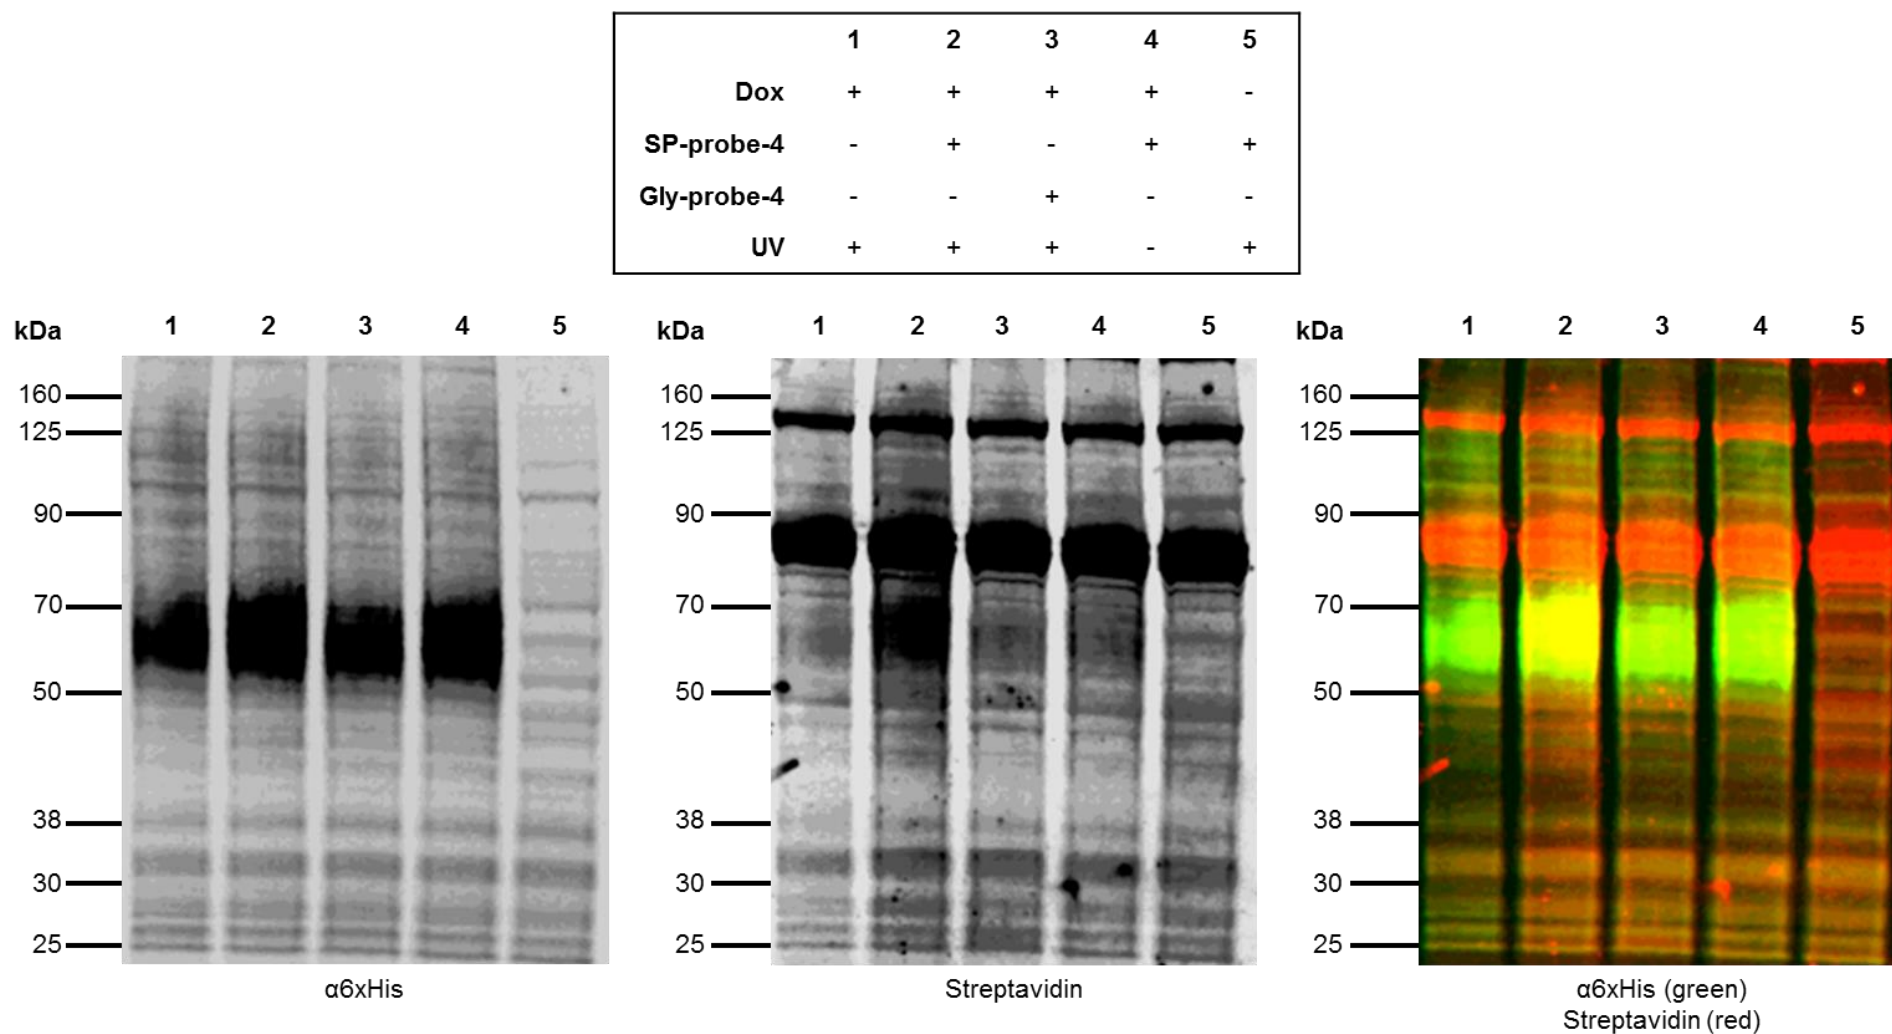 1 2 3 4 5
Dox + + + + -
SP-probe-4 - + - + +
Gly-probe-4 - - + - -
UV + + + - +
kDa 1 2 3 4 5
160
125
90
70
50
38
30
25
α6xHis
kDa 1 2 3 4 5
160
125
90
70
50
38
30
25
Streptavidin
kDa 1 2 3 4 5
160
125
90
70
50
38
30
25
α6xHis (green)
Streptavidin (red)